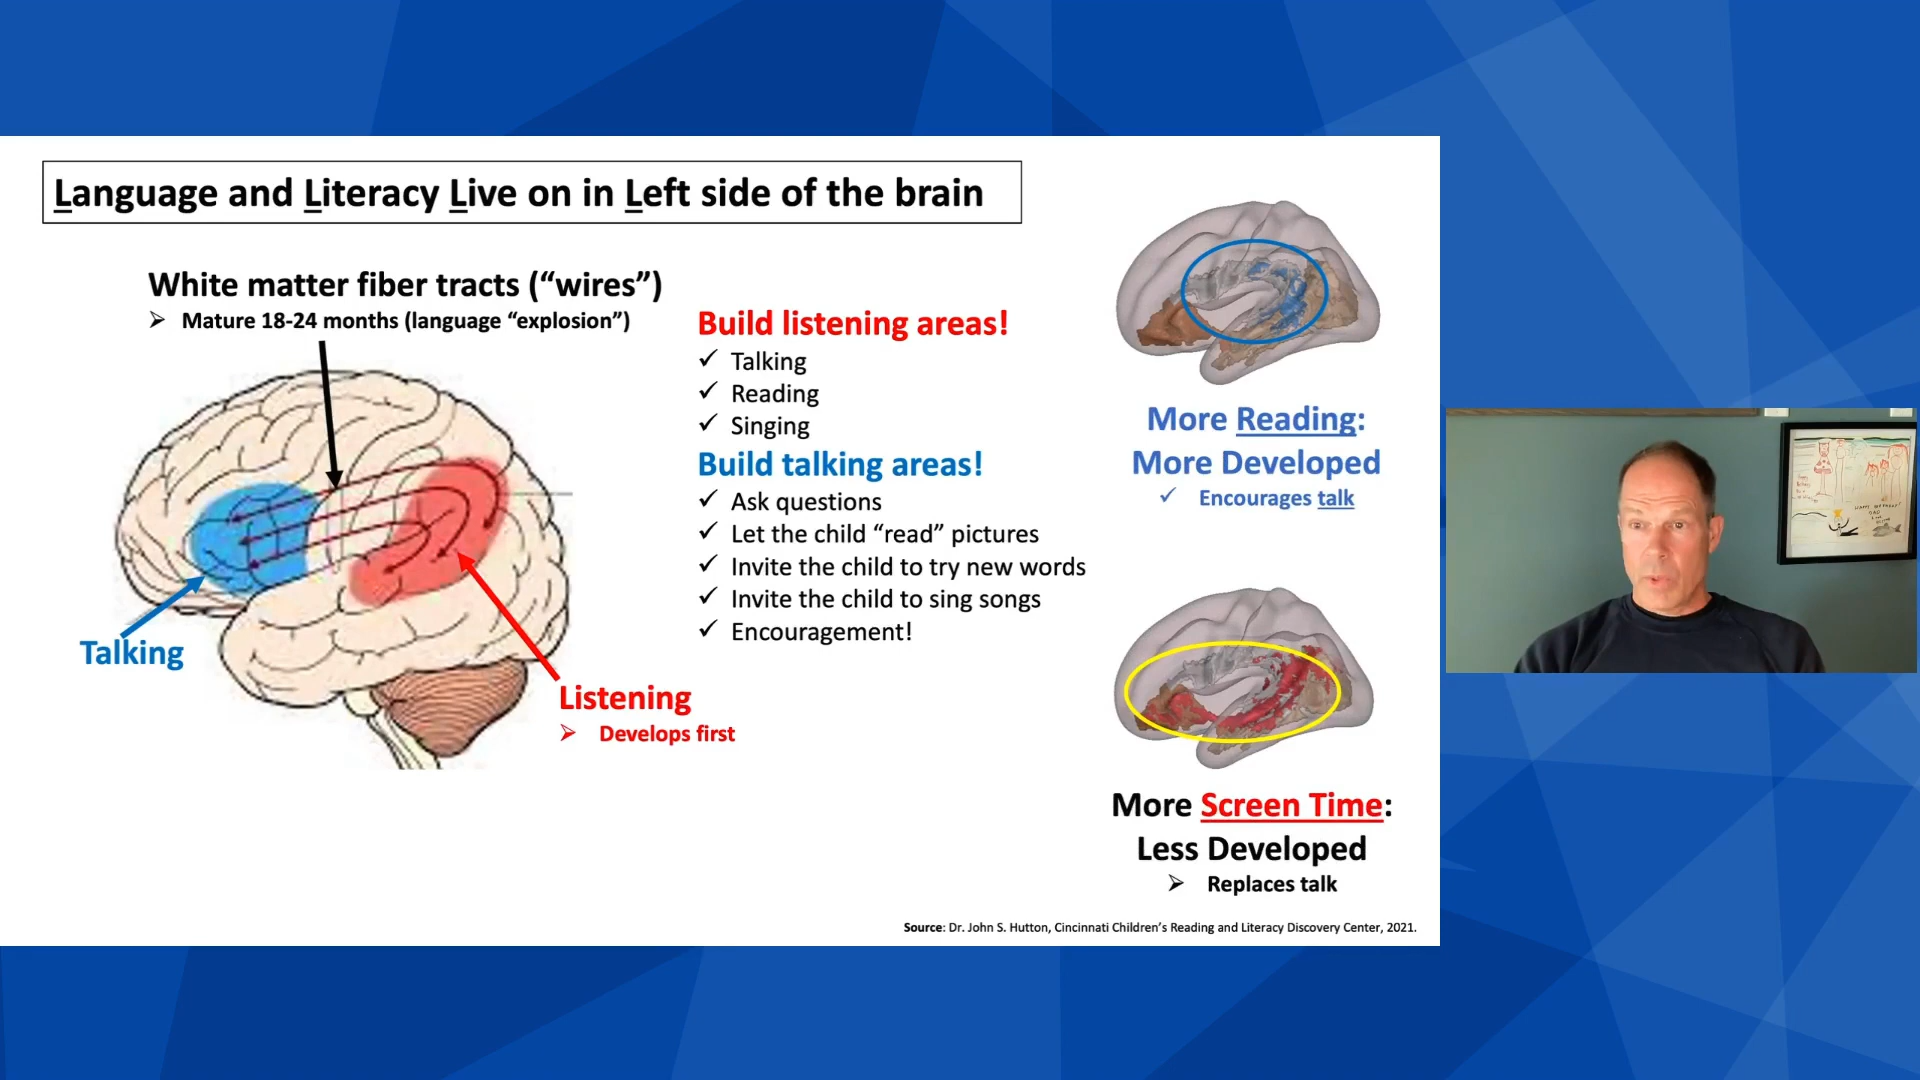 Language and Literacy Live on in Left side of the brain
White matter fiber tracts (“wires”)
➢ Mature 18-24 months (language “explosion”)
Talking
Listening
➢ Develops first
Build listening areas!
✓ Talking
✓ Reading
✓ Singing
Build talking areas!
✓ Ask questions
✓ Let the child “read” pictures
✓ Invite the child to try new words
✓ Invite the child to sing songs
✓ Encouragement!
More Reading:
More Developed
✓ Encourages talk
More Screen Time:
Less Developed
➢ Replaces talk
Source: Dr. John S. Hutton, Cincinnati Children’s Reading and Literacy Discovery Center, 2021.